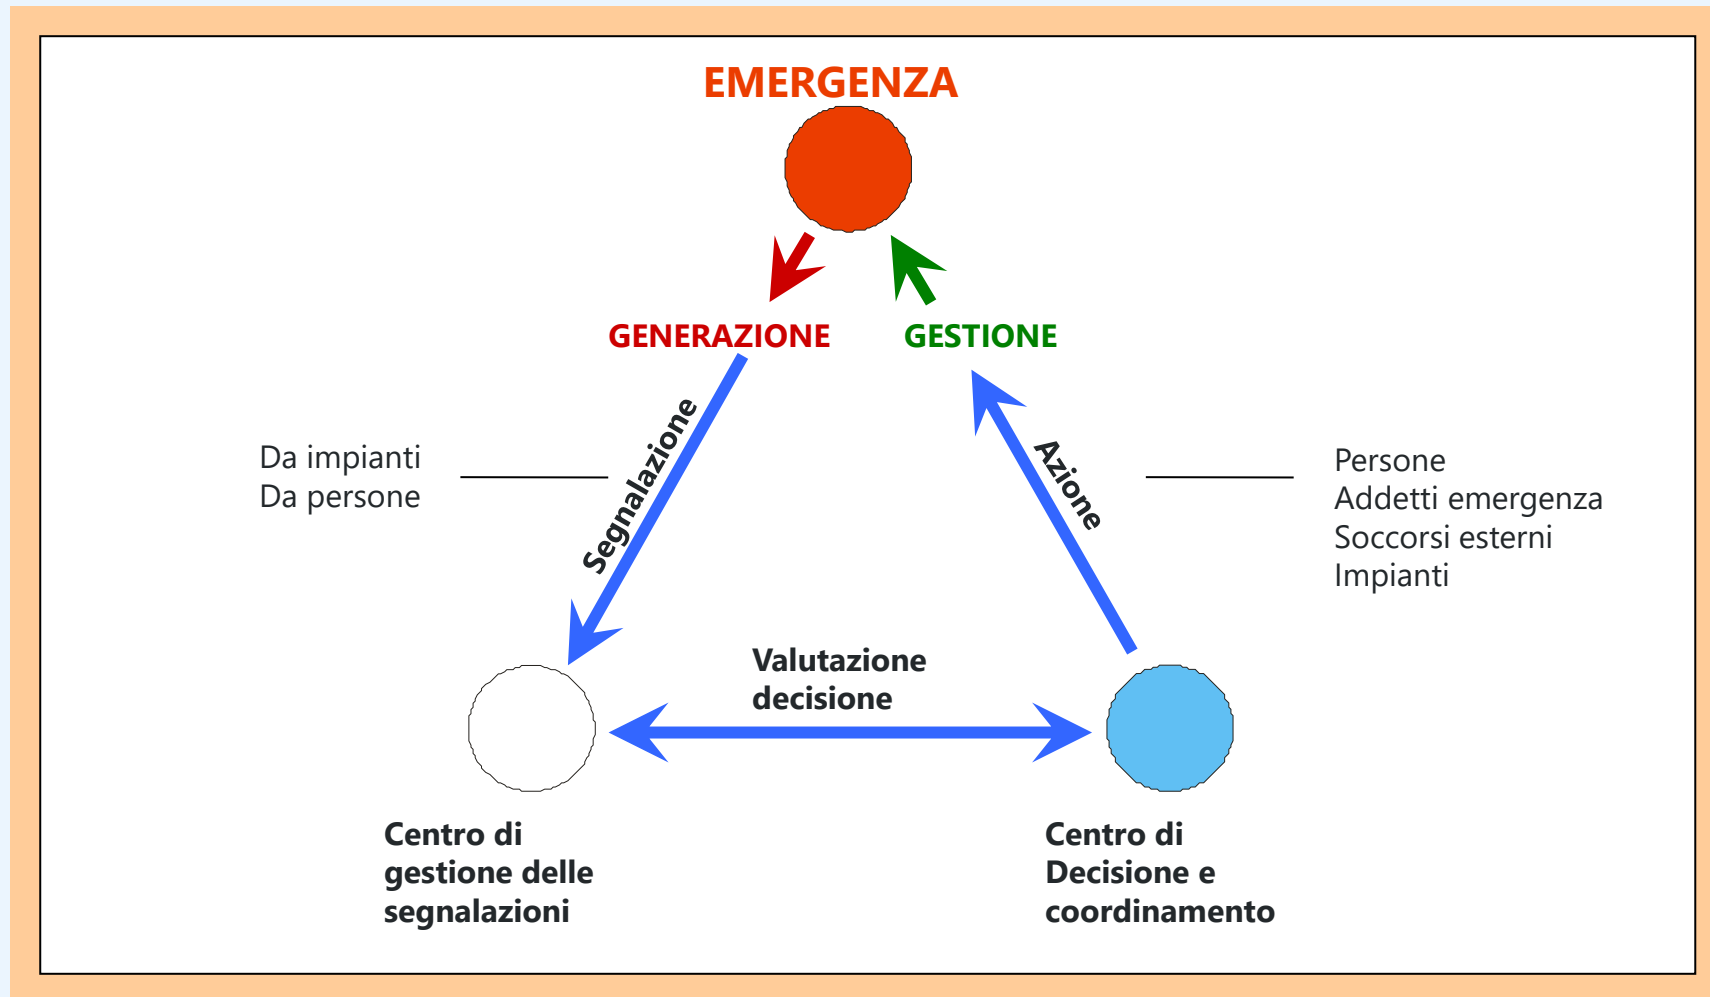 EMERGENZA
GENERAZIONE
GESTIONE
Segnalazione
Da impianti
Da persone
Azione
Persone
Addetti emergenza
Soccorsi esterni
Impianti
Valutazione
decisione
Centro di
gestione delle
segnalazioni
Centro di
Decisione e
coordinamento